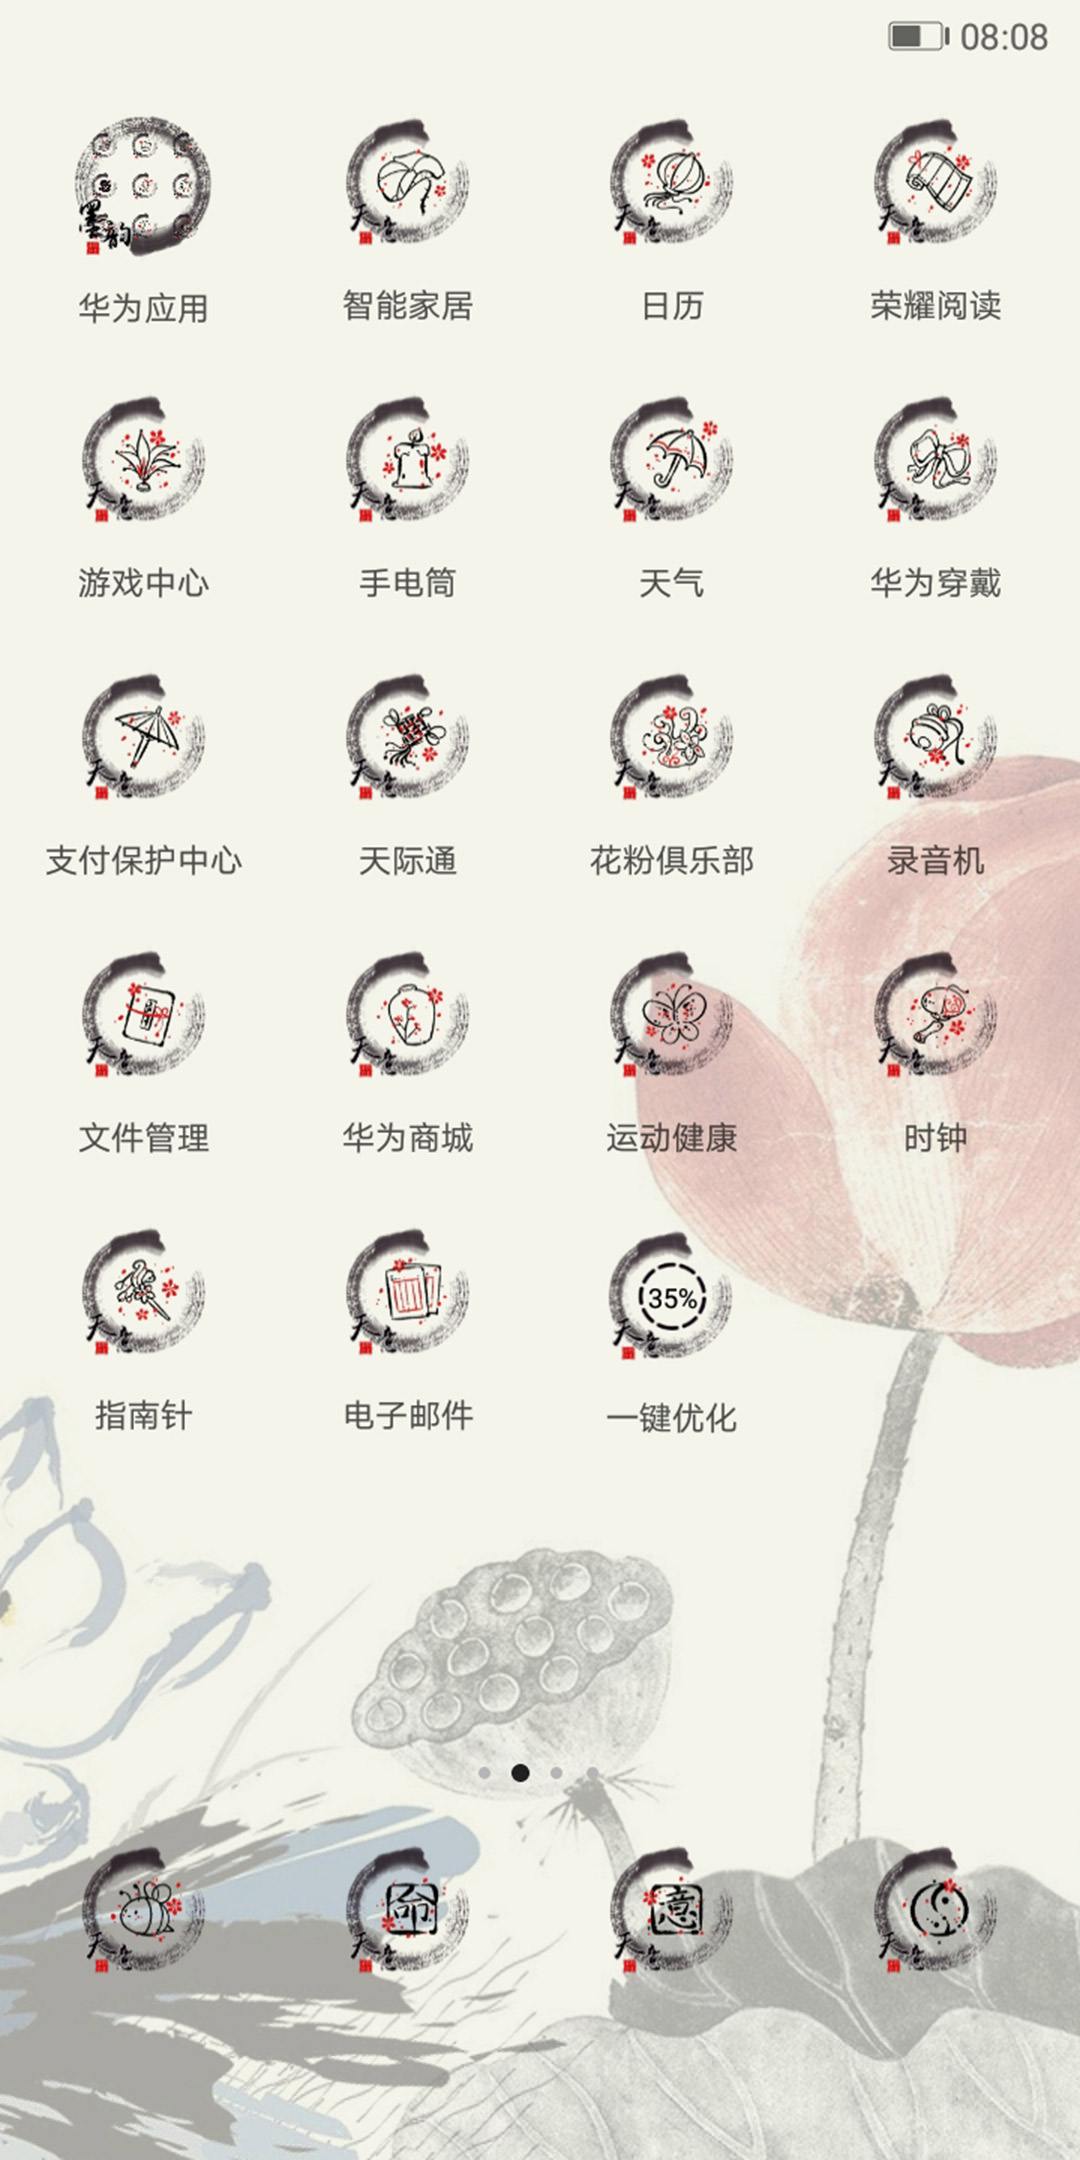 08:08
墨韵
华为应用
智能家居
日历
荣耀阅读
游戏中心
手电筒
天气
华为穿戴
支付保护中心
天际通
花粉俱乐部
录音机
文件管理
华为商城
运动健康
时钟
35%
指南针
电子邮件
一键优化
命
意